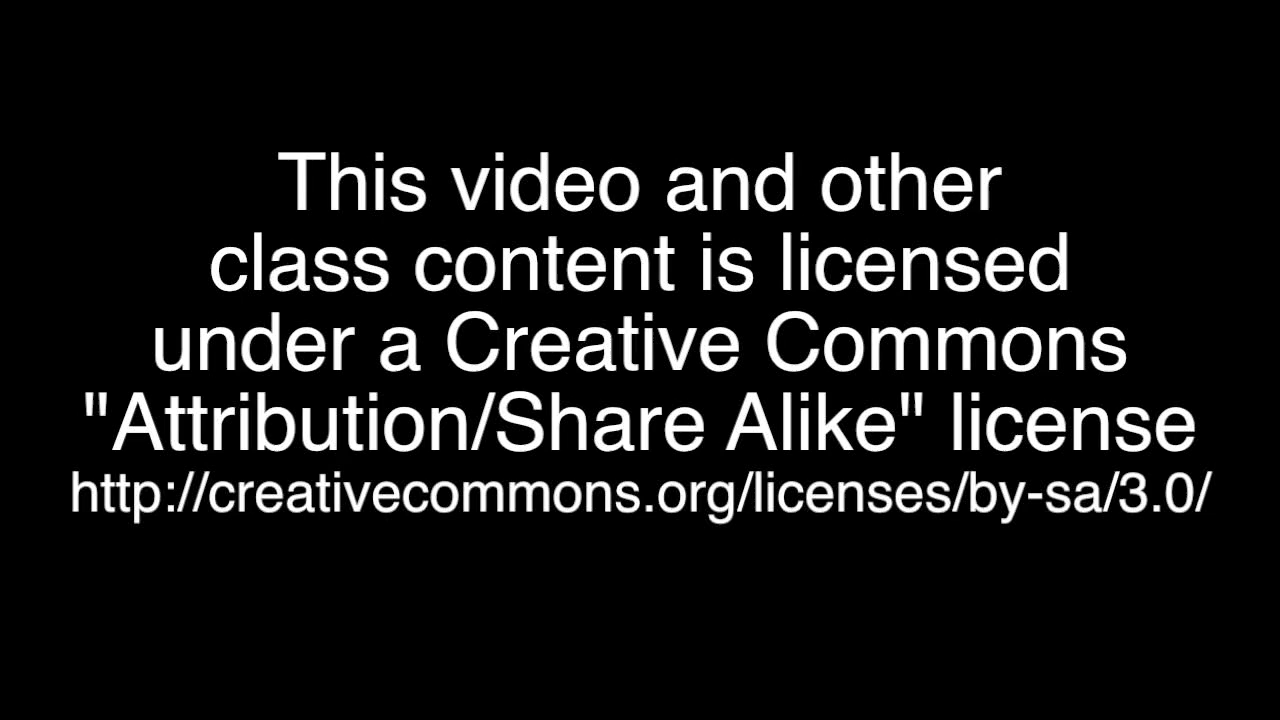 This video and other
class content is licensed
under a Creative Commons
"Attribution/Share Alike" license
http://creativecommons.org/licenses/by-sa/3.0/